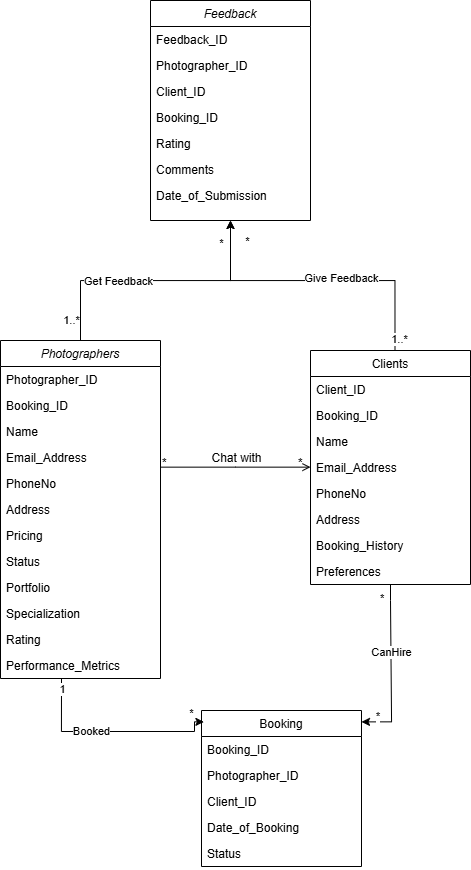 Feedback
Feedback_ID
Photographer_ID
Client_ID
Booking_ID
Rating
Comments
Date_of_Submission
*
*
Get Feedback
Give Feedback
1..*
1..*
Photographers
Photographer_ID
Booking_ID
Name
Email_Address
PhoneNo
Address
Pricing
Status
Portfolio
Specialization
Rating
Performance_Metrics
*
Chat with
*
Clients
Client_ID
Booking_ID
Name
Email_Address
PhoneNo
Address
Booking_History
Preferences
*
CanHire
*
1
Booked
*
Booking
Booking_ID
Photographer_ID
Client_ID
Date_of_Booking
Status